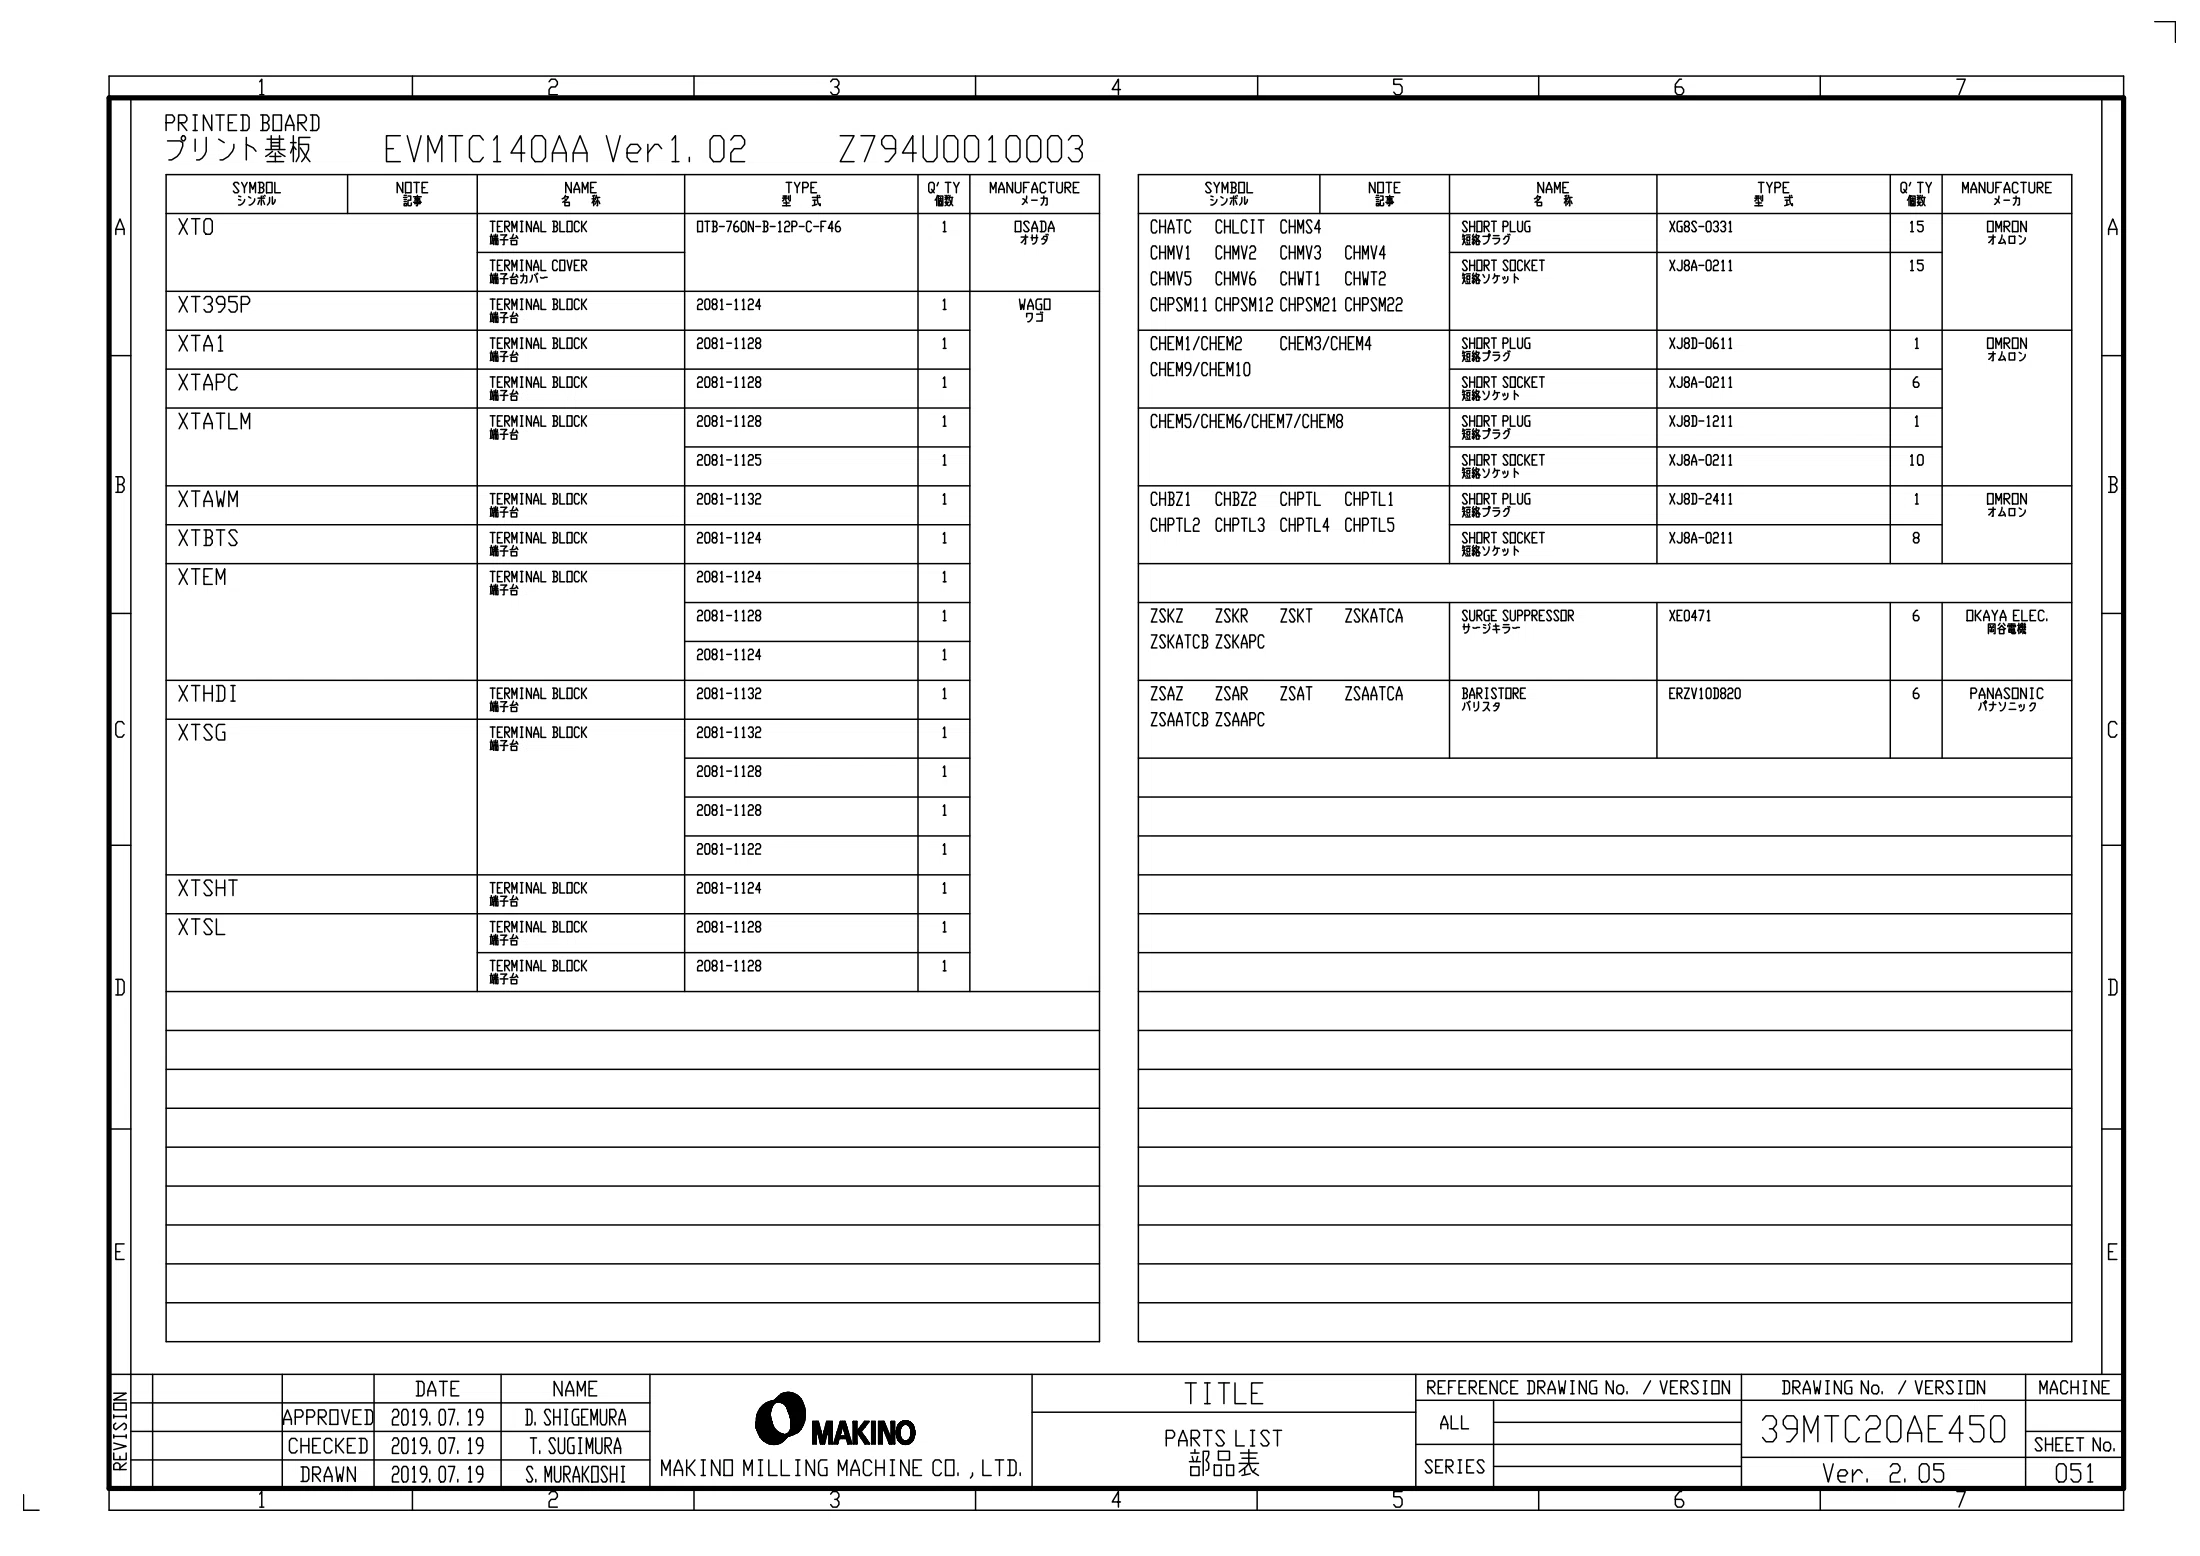 1 2 3 4 5 6 7
PRINTED BOARD
プリント基板 EVMTC140AA Ver1.02 Z794U0010003
SYMBOL NOTE NAME TYPE Q'TY MANUFACTURE
シンボル 記事 名 称 型 式 個数 メーカ
A XT0 TERMINAL BLOCK OTB-760N-B-12P-C-F46 1 OSADA
端子台 オサダ
TERMINAL COVER
端子台カバー
XT395P TERMINAL BLOCK 2081-1124 1 WAGO
端子台 ワゴ
XTA1 TERMINAL BLOCK 2081-1128 1
端子台
XTAPC TERMINAL BLOCK 2081-1128 1
端子台
XTATLM TERMINAL BLOCK 2081-1128 1
端子台
2081-1125 1
B
XTAWM TERMINAL BLOCK 2081-1132 1
端子台
XTBTS TERMINAL BLOCK 2081-1124 1
端子台
XTEM TERMINAL BLOCK 2081-1124 1
端子台
2081-1128 1
2081-1124 1
XTHDI TERMINAL BLOCK 2081-1132 1
端子台
C XTSG TERMINAL BLOCK 2081-1132 1
端子台
2081-1128 1
2081-1128 1
2081-1122 1
XTSHT TERMINAL BLOCK 2081-1124 1
端子台
XTSL TERMINAL BLOCK 2081-1128 1
端子台
TERMINAL BLOCK 2081-1128 1
端子台
D
E
SYMBOL NOTE NAME TYPE Q'TY MANUFACTURE
シンボル 記事 名 称 型 式 個数 メーカ
CHATC CHLCIT CHMS4 SHORT PLUG XG8S-0331 15 OMRON A
短絡プラグ オムロン
CHMV1 CHMV2 CHMV3 CHMV4
SHORT SOCKET XJ8A-0211 15
CHMV5 CHMV6 CHWT1 CHWT2 短絡ソケット
CHPSM11 CHPSM12 CHPSM21 CHPSM22
CHEM1/CHEM2 CHEM3/CHEM4 SHORT PLUG XJ8D-0611 1 OMRON
短絡プラグ オムロン
CHEM9/CHEM10
SHORT SOCKET XJ8A-0211 6
短絡ソケット
CHEM5/CHEM6/CHEM7/CHEM8 SHORT PLUG XJ8D-1211 1
短絡プラグ
SHORT SOCKET XJ8A-0211 10
短絡ソケット
B
CHBZ1 CHBZ2 CHPTL CHPTL1 SHORT PLUG XJ8D-2411 1 OMRON
短絡プラグ オムロン
CHPTL2 CHPTL3 CHPTL4 CHPTL5
SHORT SOCKET XJ8A-0211 8
短絡ソケット
ZSKZ ZSKR ZSKT ZSKATCA SURGE SUPPRESSOR XE0471 6 OKAYA ELEC.
サージキラー 岡谷電機
ZSKATCB ZSKAPC
ZSAZ ZSAR ZSAT ZSAATCA BARISTORE ERZV10D820 6 PANASONIC
バリスタ パナソニック
ZSAATCB ZSAAPC
C
D
E
REVISION
DATE NAME
APPROVED 2019.07.19 D.SHIGEMURA
CHECKED 2019.07.19 T.SUGIMURA
DRAWN 2019.07.19 S.MURAKOSHI
MAKINO
MAKINO MILLING MACHINE CO.,LTD.
TITLE
PARTS LIST
部品表
REFERENCE DRAWING No. / VERSION
ALL
SERIES
DRAWING No. / VERSION
39MTC20AE450
Ver. 2.05
MACHINE
SHEET No.
051
1 2 3 4 5 6 7